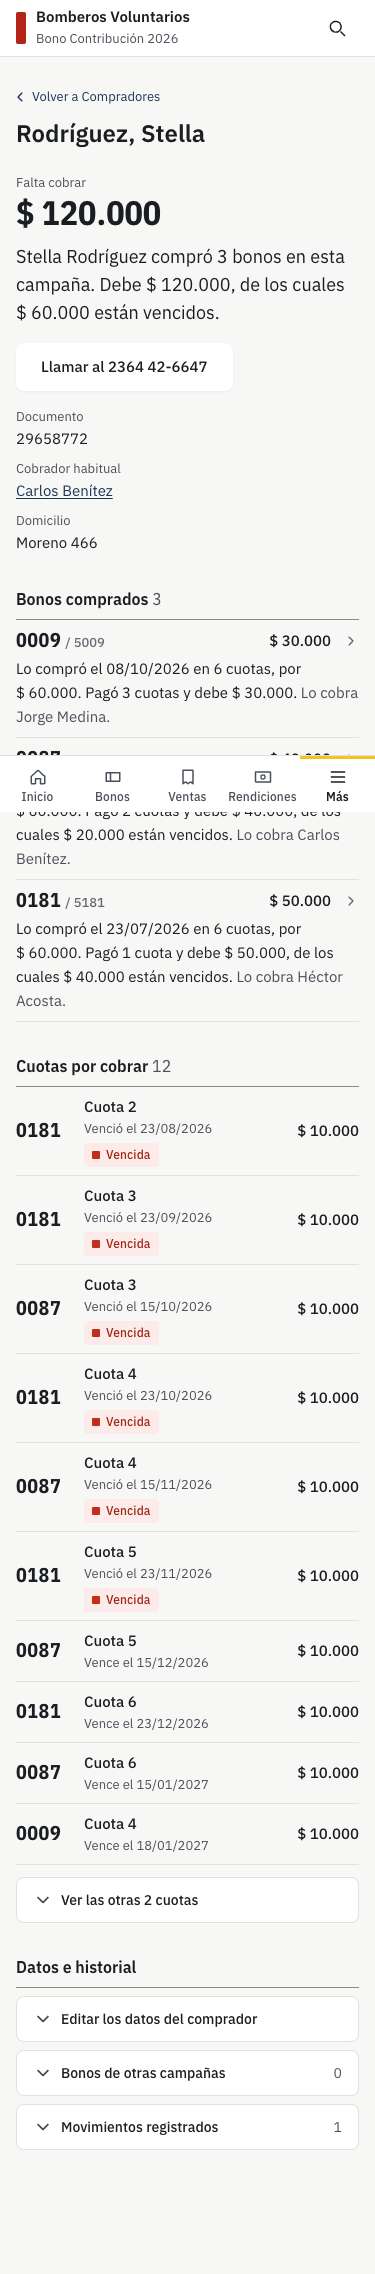 Bomberos Voluntarios
Bono Contribución 2026
Volver a Compradores
Rodríguez, Stella
Falta cobrar
$ 120.000
Stella Rodríguez compró 3 bonos en esta
campaña. Debe $ 120.000, de los cuales
$ 60.000 están vencidos.
Llamar al 2364 42-6647
Documento
29658772
Cobrador habitual
Carlos Benítez
Domicilio
Moreno 466
Bonos comprados 3
0009 / 5009 $ 30.000
Lo compró el 08/10/2026 en 6 cuotas, por
$ 60.000. Pagó 3 cuotas y debe $ 30.000. Lo cobra
Jorge Medina.
Inicio
Bonos
Ventas
Rendiciones
Más
cuales $ 20.000 están vencidos. Lo cobra Carlos
Benítez.
0181 / 5181 $ 50.000
Lo compró el 23/07/2026 en 6 cuotas, por
$ 60.000. Pagó 1 cuota y debe $ 50.000, de los
cuales $ 40.000 están vencidos. Lo cobra Héctor
Acosta.
Cuotas por cobrar 12
0181
Cuota 2
Venció el 23/08/2026
Vencida
$ 10.000
0181
Cuota 3
Venció el 23/09/2026
Vencida
$ 10.000
0087
Cuota 3
Venció el 15/10/2026
Vencida
$ 10.000
0181
Cuota 4
Venció el 23/10/2026
Vencida
$ 10.000
0087
Cuota 4
Venció el 15/11/2026
Vencida
$ 10.000
0181
Cuota 5
Venció el 23/11/2026
Vencida
$ 10.000
0087
Cuota 5
Vence el 15/12/2026
$ 10.000
0181
Cuota 6
Vence el 23/12/2026
$ 10.000
0087
Cuota 6
Vence el 15/01/2027
$ 10.000
0009
Cuota 4
Vence el 18/01/2027
$ 10.000
Ver las otras 2 cuotas
Datos e historial
Editar los datos del comprador
Bonos de otras campañas 0
Movimientos registrados 1